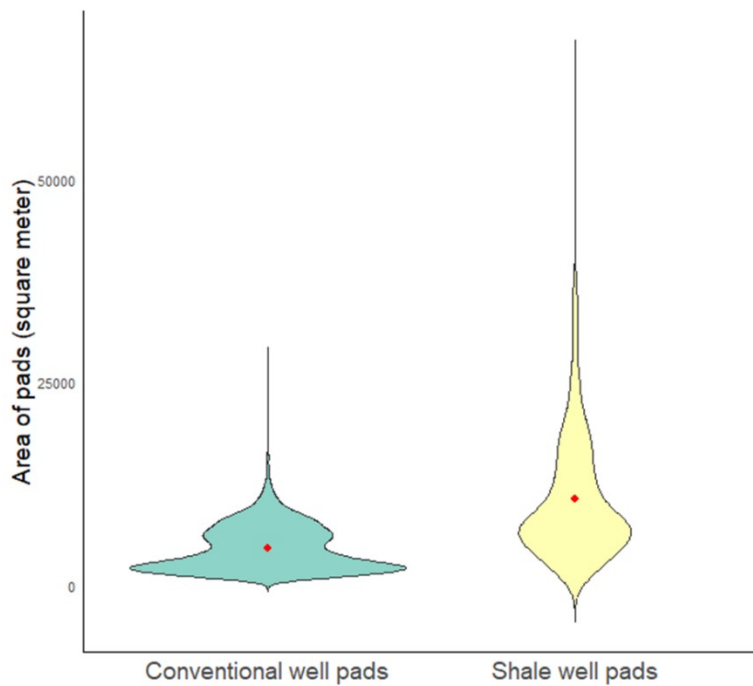 Area of pads (square meter)
50000
25000
0
Conventional well pads
Shale well pads